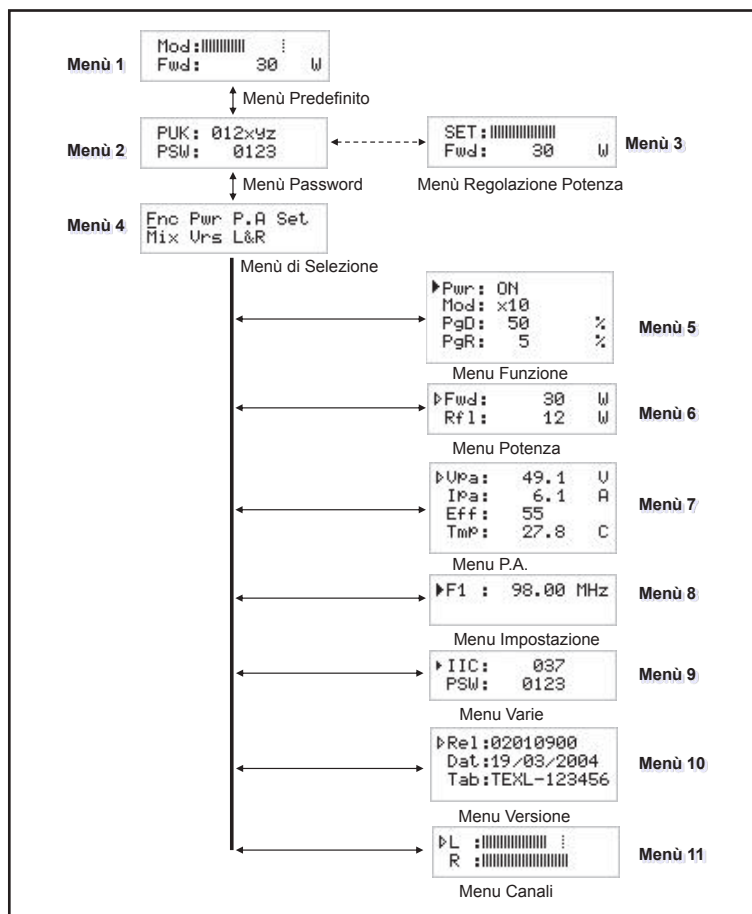 Menù 1
Mod:
Fwd: 30 W
Menù Predefinito
Menù 2
PUK: 012xyz
PSW: 0123
SET:
Fwd: 30 W
Menù 3
Menù Password
Menù Regolazione Potenza
Menù 4
Fnc Pwr P.A Set
Mix Vrs L&R
Menù di Selezione
Pwr: ON
Mod: x10
PgD: 50 %
PgR: 5 %
Menù 5
Menu Funzione
Fwd: 30 W
Rfl: 12 W
Menù 6
Menu Potenza
Vpa: 49.1 V
Ipa: 6.1 A
Eff: 55
Tmp: 27.8 C
Menù 7
Menu P.A.
F1 : 98.00 MHz
Menù 8
Menu Impostazione
IIC: 037
PSW: 0123
Menù 9
Menu Varie
Rel:02010900
Dat:19/03/2004
Tab:TEXL-123456
Menù 10
Menu Versione
L :
R :
Menù 11
Menu Canali